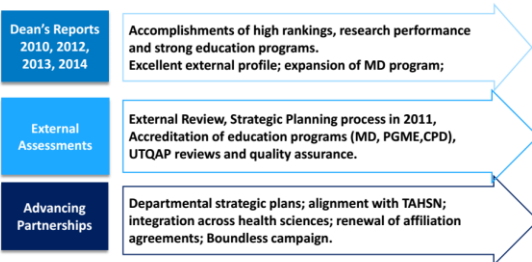 Dean's Reports
2010, 2012,
2013, 2014
Accomplishments of high rankings, research performance
and strong education programs.
Excellent external profile; expansion of MD program;
External
Assessments
External Review, Strategic Planning process in 2011,
Accreditation of education programs (MD, PGME,CPD),
UTQAP reviews and quality assurance.
Advancing
Partnerships
Departmental strategic plans; alignment with TAHSN;
integration across health sciences; renewal of affiliation
agreements; Boundless campaign.